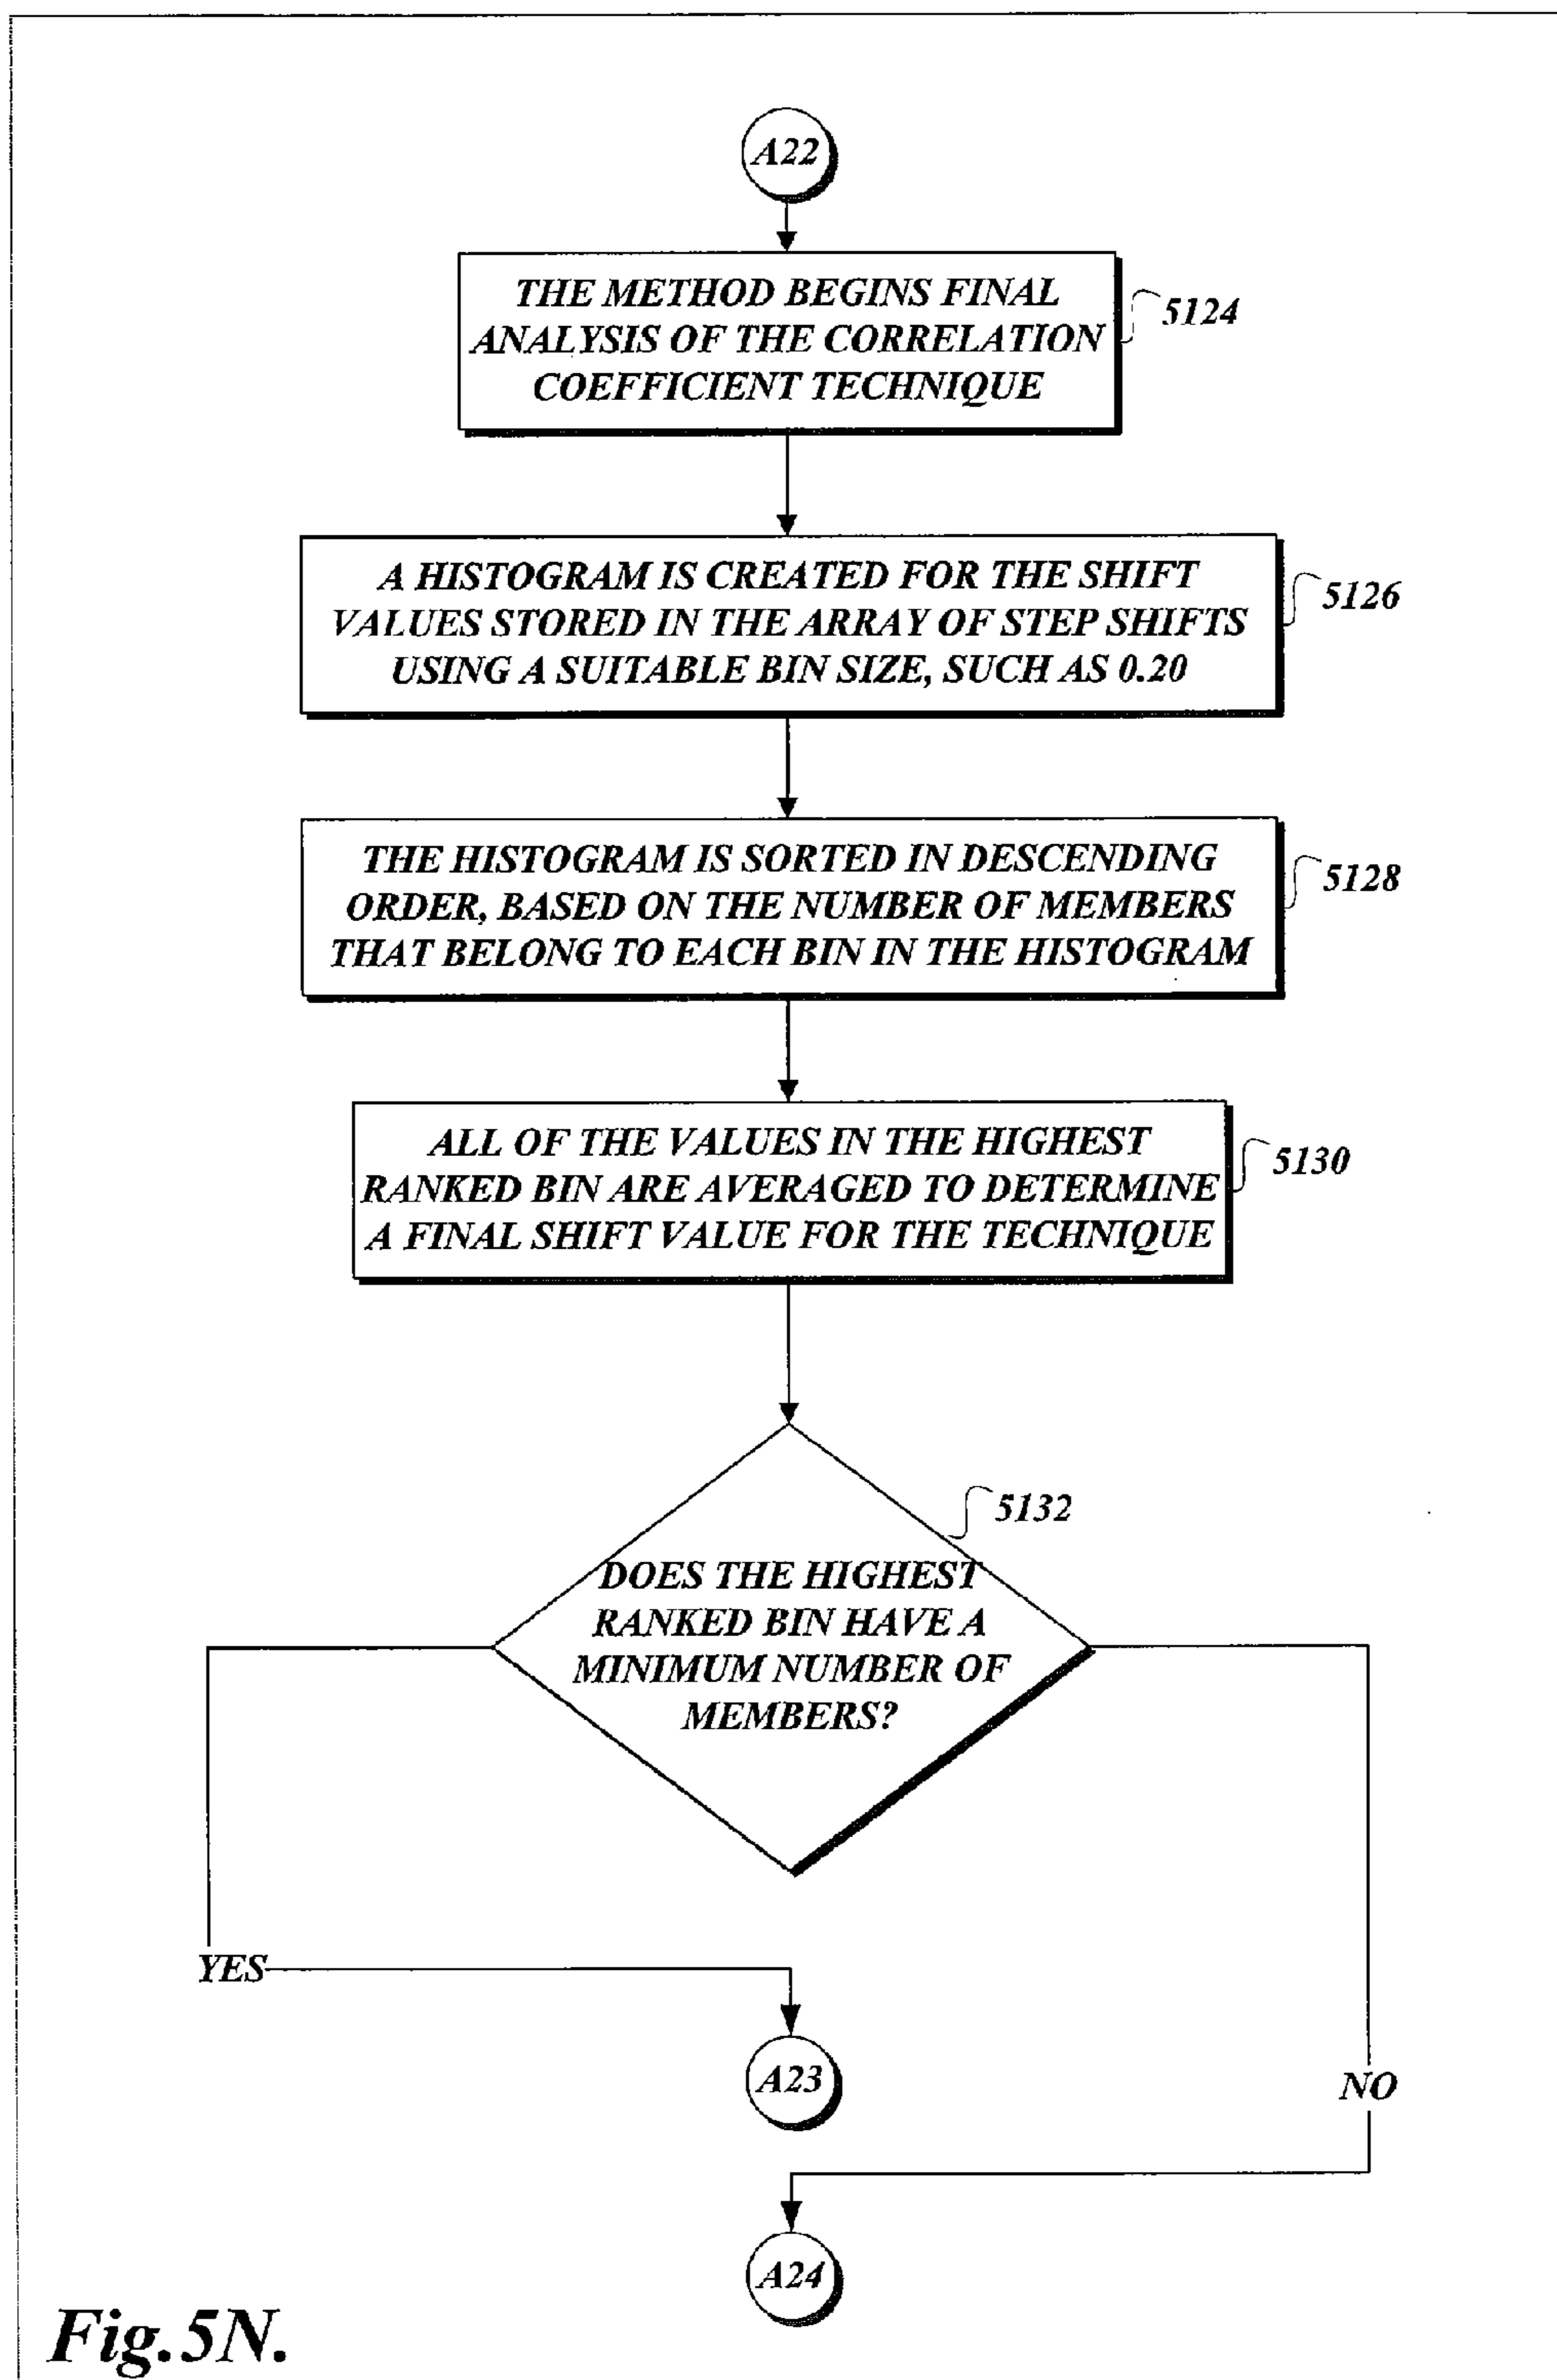 A22
THE METHOD BEGINS FINAL
ANALYSIS OF THE CORRELATION
COEFFICIENT TECHNIQUE
5124
A HISTOGRAM IS CREATED FOR THE SHIFT
VALUES STORED IN THE ARRAY OF STEP SHIFTS
USING A SUITABLE BIN SIZE, SUCH AS 0.20
5126
THE HISTOGRAM IS SORTED IN DESCENDING
ORDER, BASED ON THE NUMBER OF MEMBERS
THAT BELONG TO EACH BIN IN THE HISTOGRAM
5128
ALL OF THE VALUES IN THE HIGHEST
RANKED BIN ARE AVERAGED TO DETERMINE
A FINAL SHIFT VALUE FOR THE TECHNIQUE
5130
5132
DOES THE HIGHEST
RANKED BIN HAVE A
MINIMUM NUMBER OF
MEMBERS?
YES
A23
NO
A24
Fig.5N.